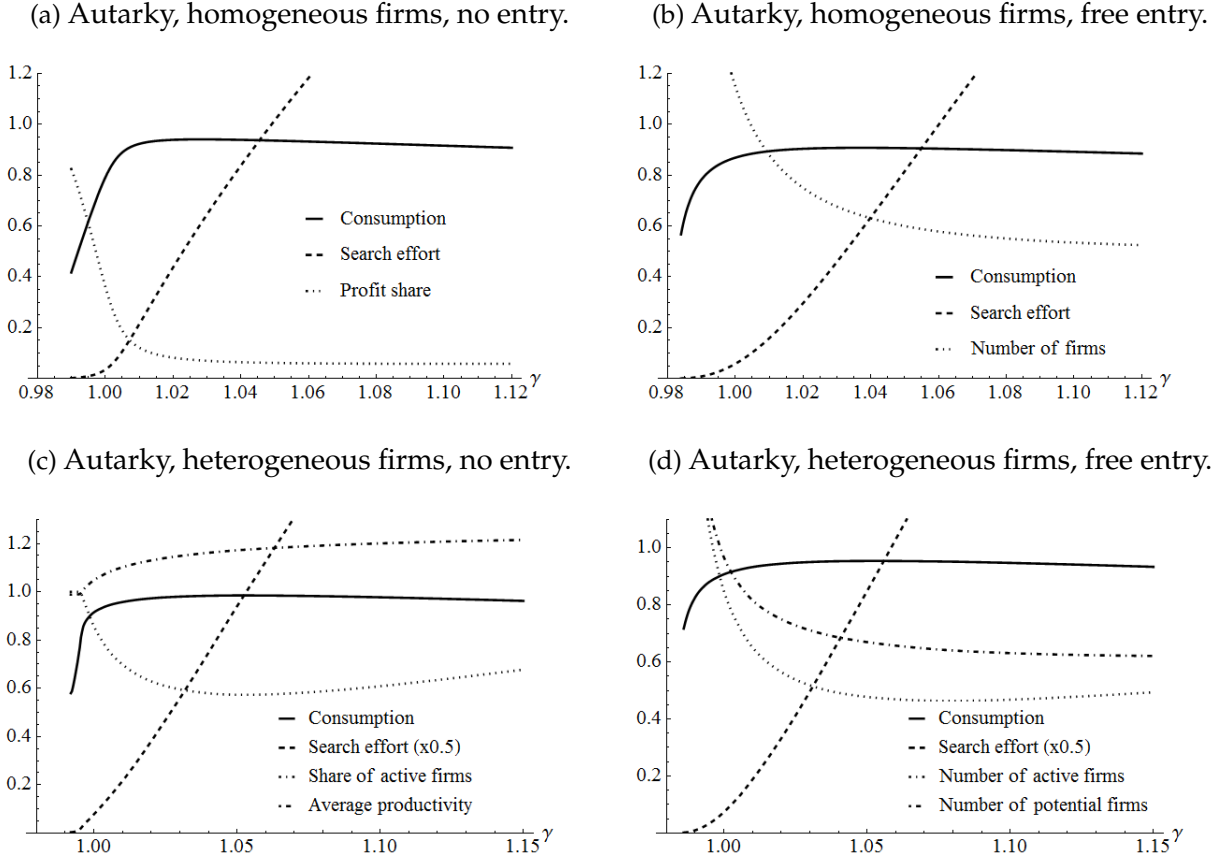 (a) Autarky, homogeneous firms, no entry.
1.2
1.0
0.8
0.6
0.4
0.2
Consumption
Search effort
Profit share
0.98 1.00 1.02 1.04 1.06 1.08 1.10 1.12 γ
(b) Autarky, homogeneous firms, free entry.
1.2
1.0
0.8
0.6
0.4
0.2
Consumption
Search effort
Number of firms
0.98 1.00 1.02 1.04 1.06 1.08 1.10 1.12 γ
(c) Autarky, heterogeneous firms, no entry.
1.2
1.0
0.8
0.6
0.4
0.2
Consumption
Search effort (x0.5)
Share of active firms
Average productivity
1.00 1.05 1.10 1.15 γ
(d) Autarky, heterogeneous firms, free entry.
1.0
0.8
0.6
0.4
0.2
Consumption
Search effort (x0.5)
Number of active firms
Number of potential firms
1.00 1.05 1.10 1.15 γ